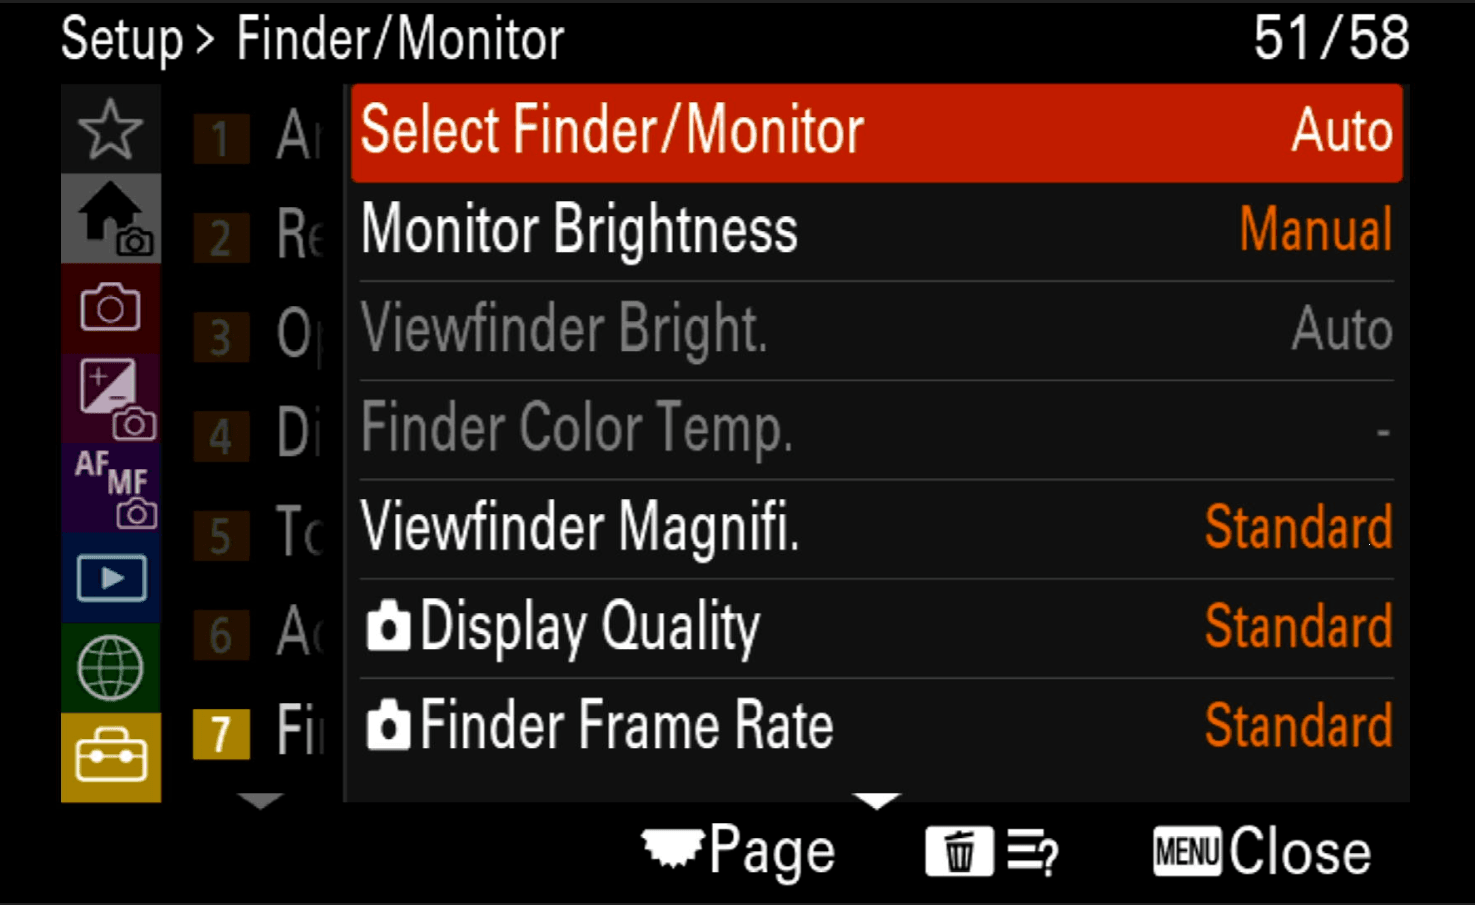 Setup > Finder/Monitor 51/58
1
2
3
4
5
6
7
AF MF
Select Finder/Monitor Auto
Monitor Brightness Manual
Viewfinder Bright. Auto
Finder Color Temp. -
Viewfinder Magnifi. Standard
Display Quality Standard
Finder Frame Rate Standard
Page ? MENU Close